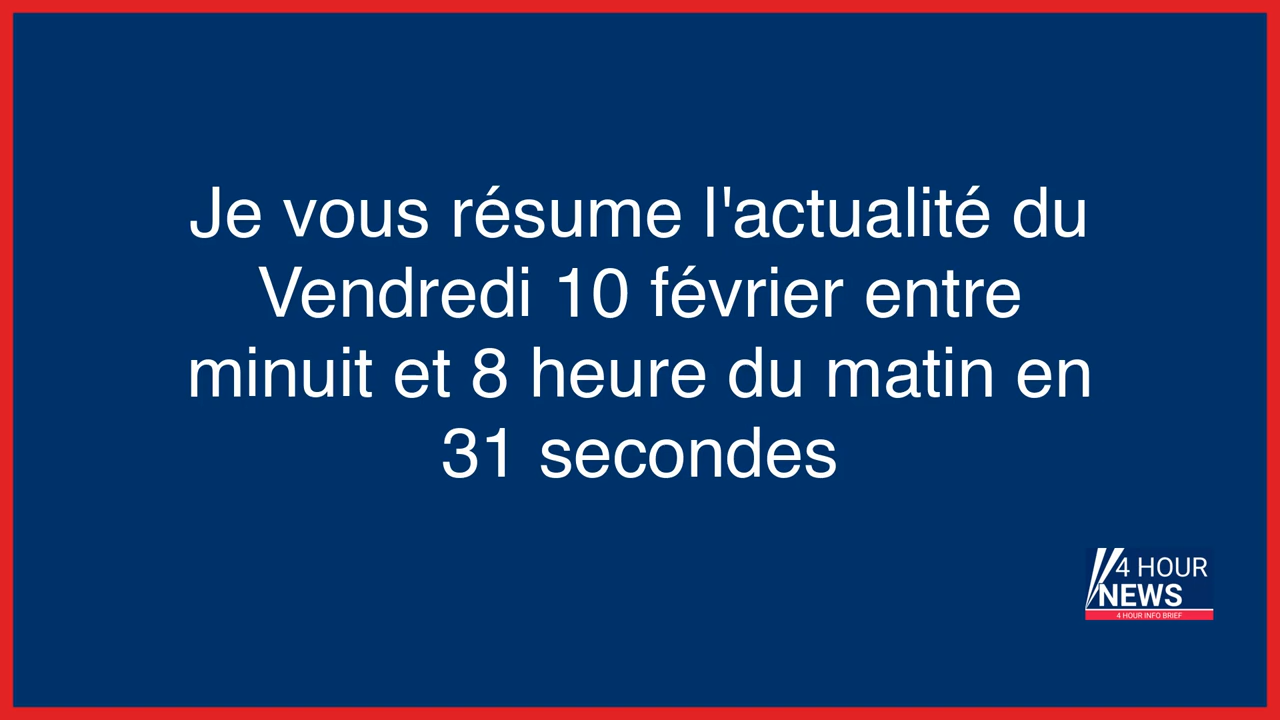 Je vous résume l'actualité du
Vendredi 10 février entre
minuit et 8 heure du matin en
31 secondes
4 HOUR
NEWS
4 HOUR INFO BRIEF